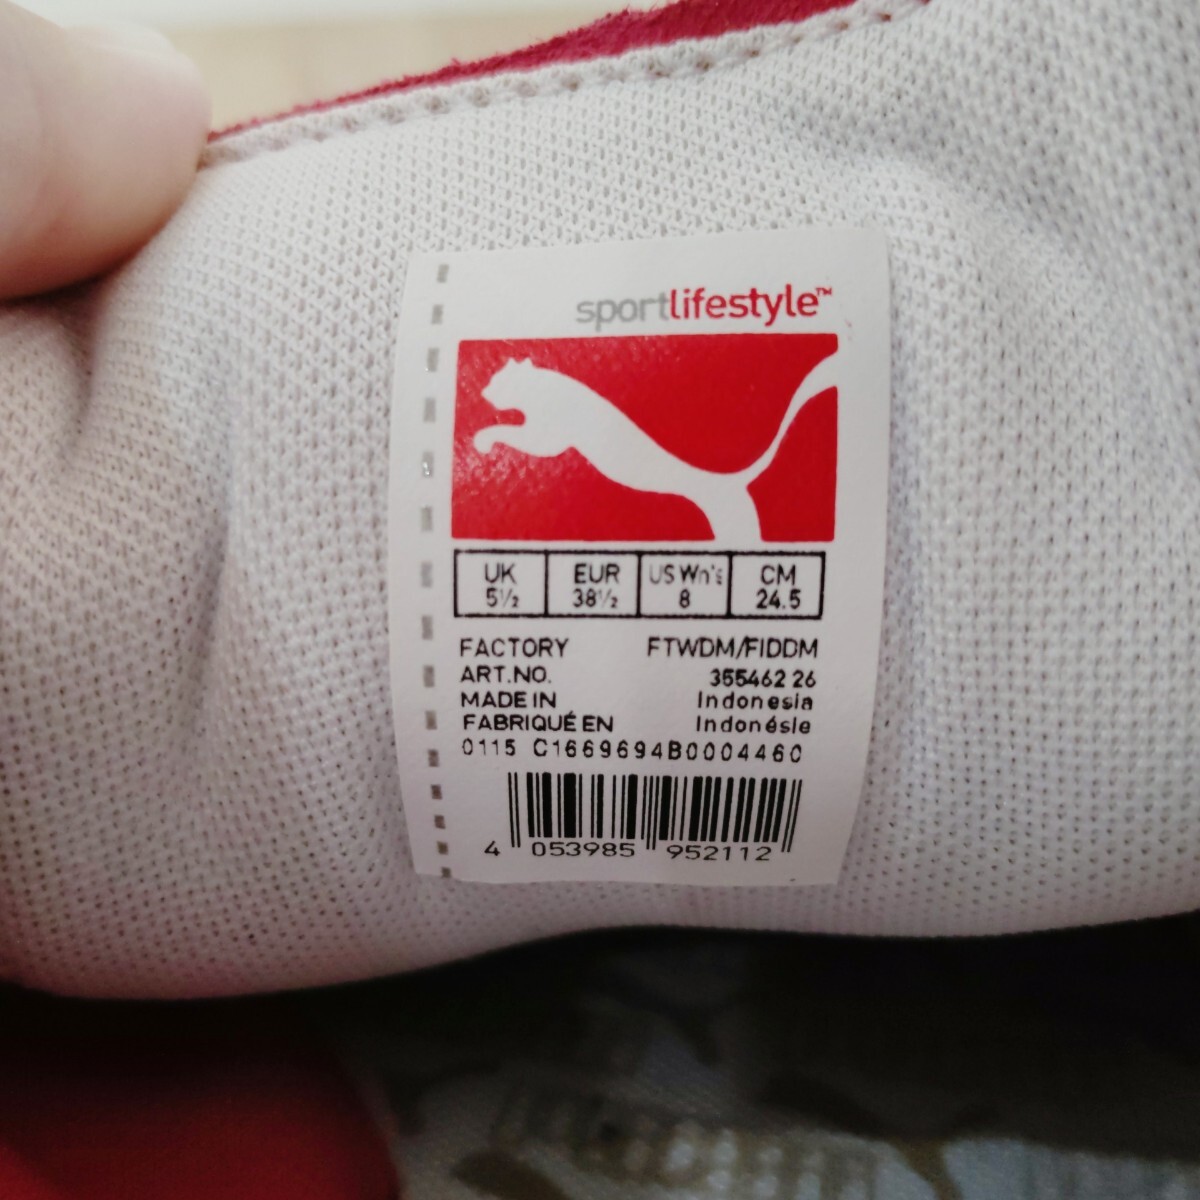 sportlifestyle™
UK EUR US Wn's CM
5½ 38½ 8 24.5
FACTORY FTWDM/FIDDM
ART.NO. 355462 26
MADE IN Indonesia
FABRIQUÉ EN Indonésie
0115 C1669694B0004460
4 053985 952112